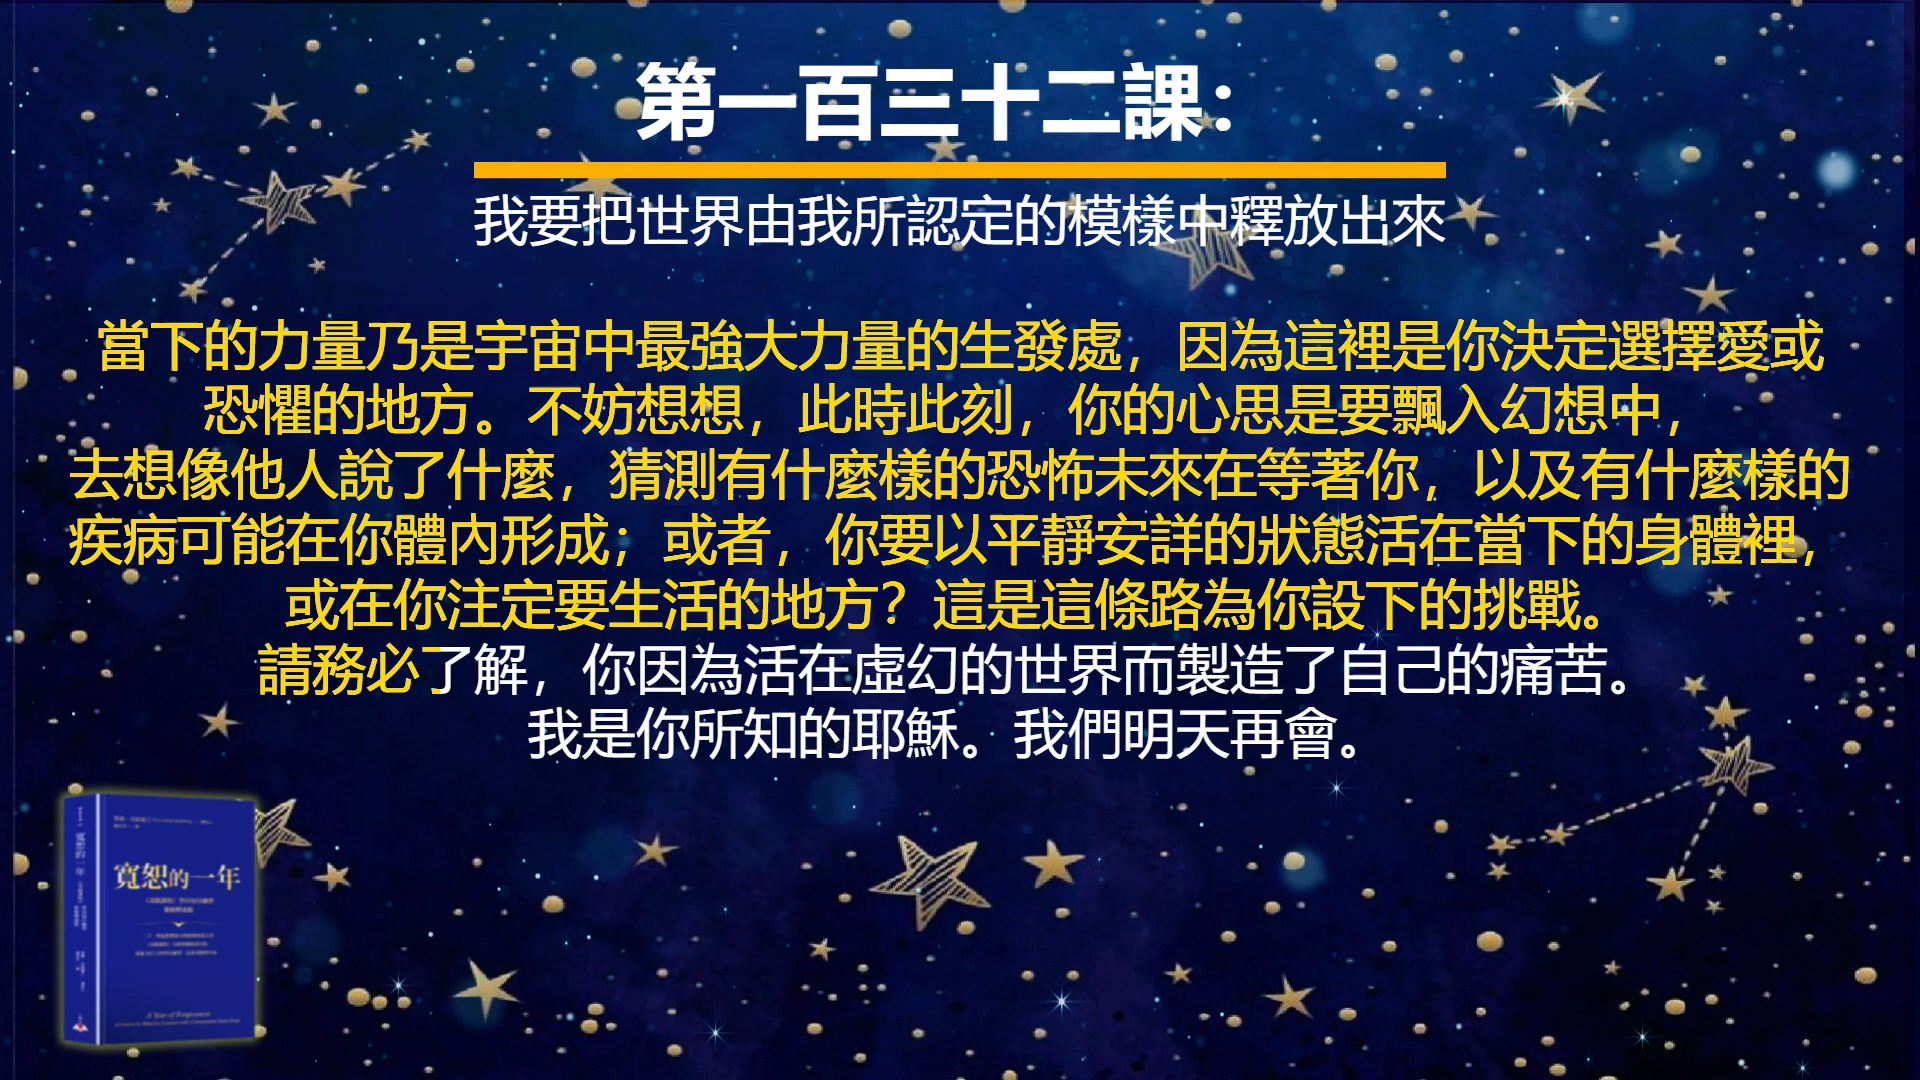 第一百三十二課：
我要把世界由我所認定的模樣中釋放出來
當下的力量乃是宇宙中最強大力量的生發處，因為這裡是你決定選擇愛或
恐懼的地方。不妨想想，此時此刻，你的心思是要飄入幻想中，
去想像他人說了什麼，猜測有什麼樣的恐怖未來在等著你，以及有什麼樣的
疾病可能在你體內形成；或者，你要以平靜安詳的狀態活在當下的身體裡，
或在你注定要生活的地方？這是這條路為你設下的挑戰。
請務必了解，你因為活在虛幻的世界而製造了自己的痛苦。
我是你所知的耶穌。我們明天再會。
寬恕的一年
A Year of Forgiveness